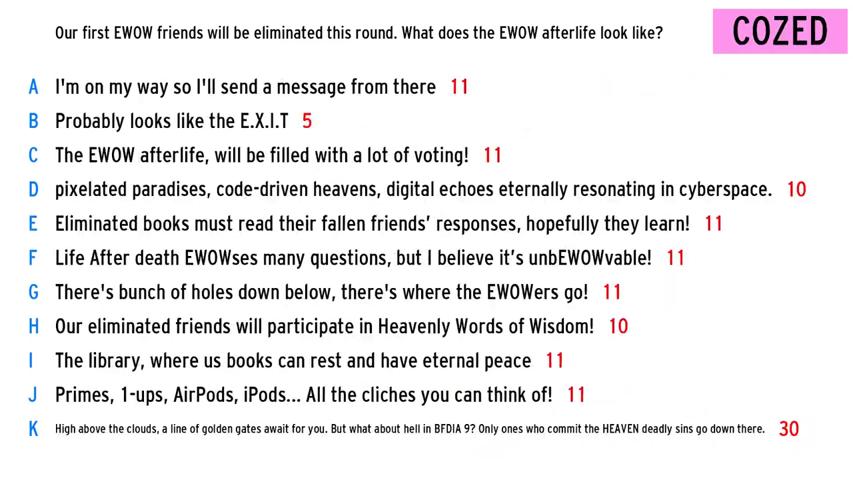 Our first EWOW friends will be eliminated this round. What does the EWOW afterlife look like?
COZED
A I'm on my way so I'll send a message from there 11
B Probably looks like the E.X.I.T 5
C The EWOW afterlife, will be filled with a lot of voting! 11
D pixelated paradises, code-driven heavens, digital echoes eternally resonating in cyberspace. 10
E Eliminated books must read their fallen friends’ responses, hopefully they learn! 11
F Life After death EWOWses many questions, but I believe it’s unbEWOWvable! 11
G There's bunch of holes down below, there's where the EWOWers go! 11
H Our eliminated friends will participate in Heavenly Words of Wisdom! 10
I The library, where us books can rest and have eternal peace 11
J Primes, 1-ups, AirPods, iPods... All the cliches you can think of! 11
K High above the clouds, a line of golden gates await for you. But what about hell in BFDIA 9? Only ones who commit the HEAVEN deadly sins go down there. 30